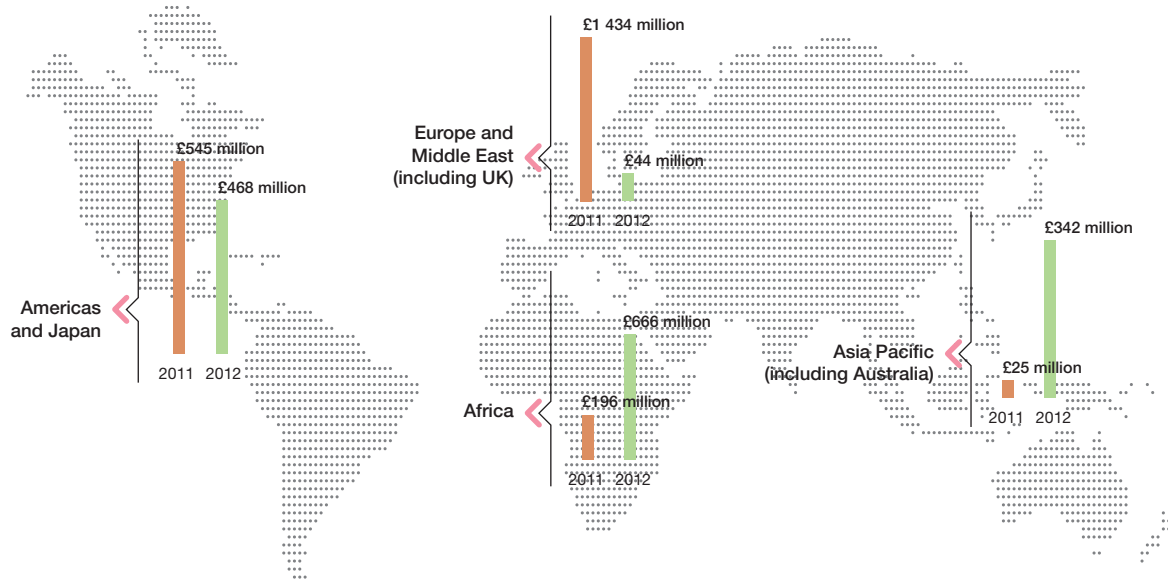 £1 434 million
Europe and
Middle East
(including UK)
£44 million
2011
2012
£545 million
£468 million
Americas
and Japan
2011
2012
£342 million
Asia Pacific
(including Australia)
£25 million
2011
2012
£666 million
Africa
£196 million
2011
2012